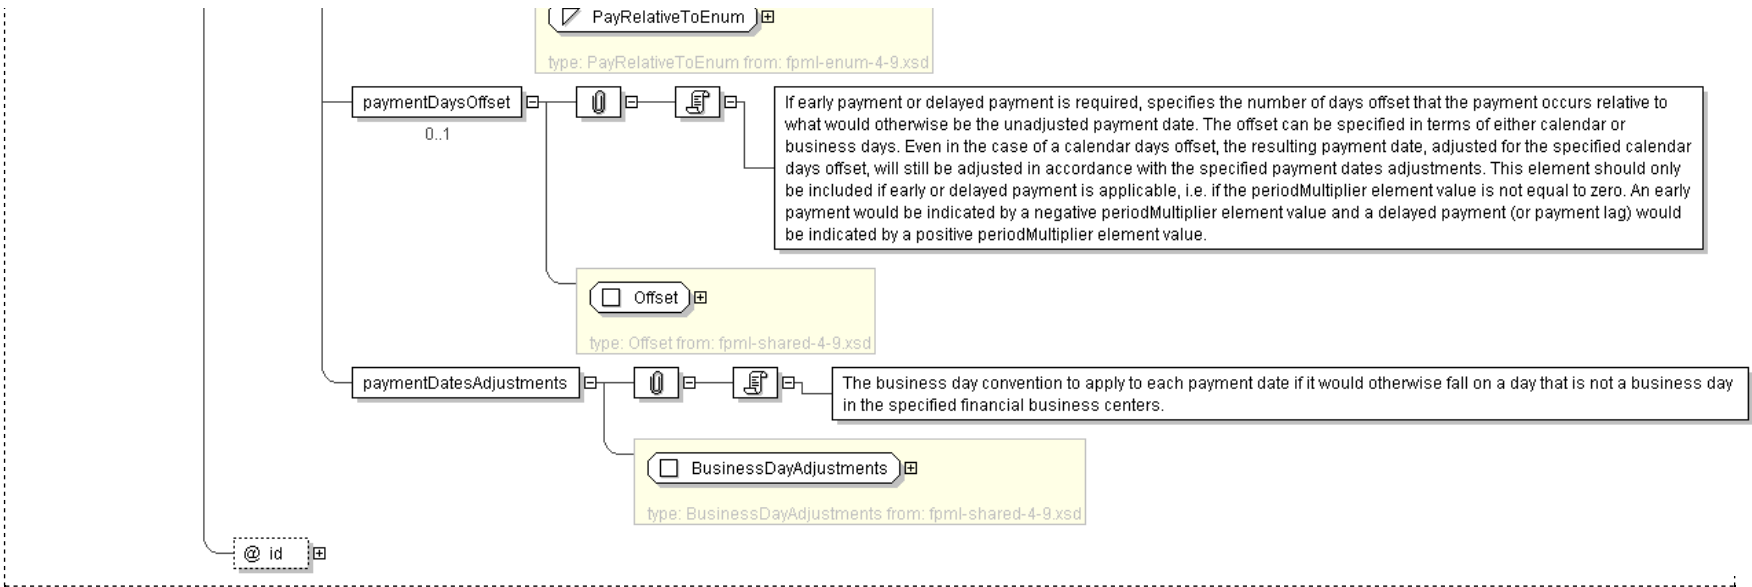 PayRelativeToEnum
type: PayRelativeToEnum from: fpml-enum-4-9.xsd
paymentDaysOffset
0..1
If early payment or delayed payment is required, specifies the number of days offset that the payment occurs relative to
what would otherwise be the unadjusted payment date. The offset can be specified in terms of either calendar or
business days. Even in the case of a calendar days offset, the resulting payment date, adjusted for the specified calendar
days offset, will still be adjusted in accordance with the specified payment dates adjustments. This element should only
be included if early or delayed payment is applicable, i.e. if the periodMultiplier element value is not equal to zero. An early
payment would be indicated by a negative periodMultiplier element value and a delayed payment (or payment lag) would
be indicated by a positive periodMultiplier element value.
Offset
type: Offset from: fpml-shared-4-9.xsd
paymentDatesAdjustments
The business day convention to apply to each payment date if it would otherwise fall on a day that is not a business day
in the specified financial business centers.
BusinessDayAdjustments
type: BusinessDayAdjustments from: fpml-shared-4-9.xsd
@ id